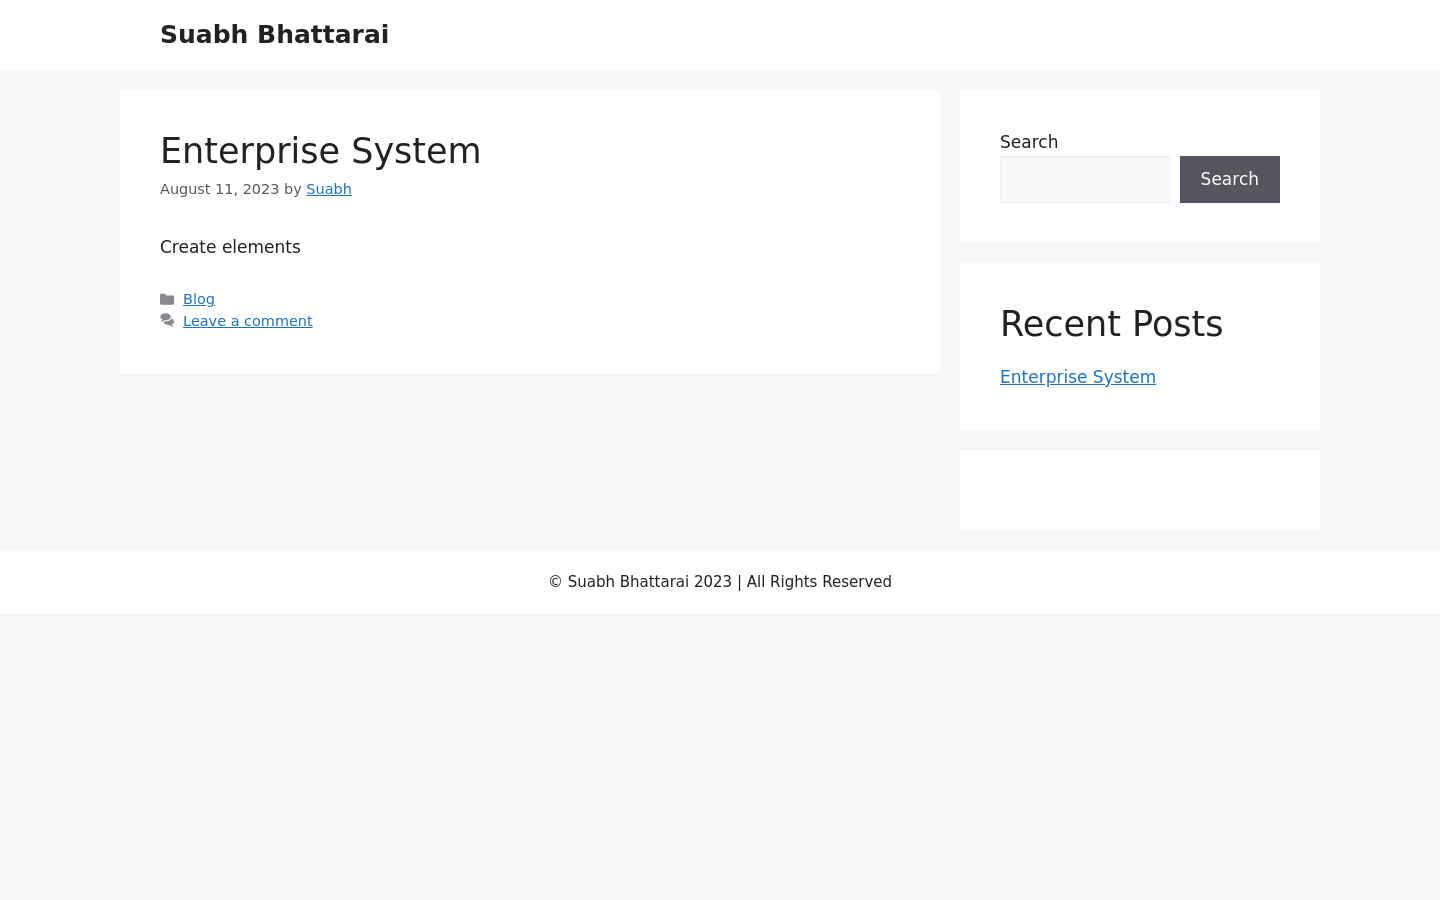 Suabh Bhattarai
Enterprise System
August 11, 2023 by Suabh
Create elements
Blog
Leave a comment
Search
Search
Recent Posts
Enterprise System
© Suabh Bhattarai 2023 | All Rights Reserved